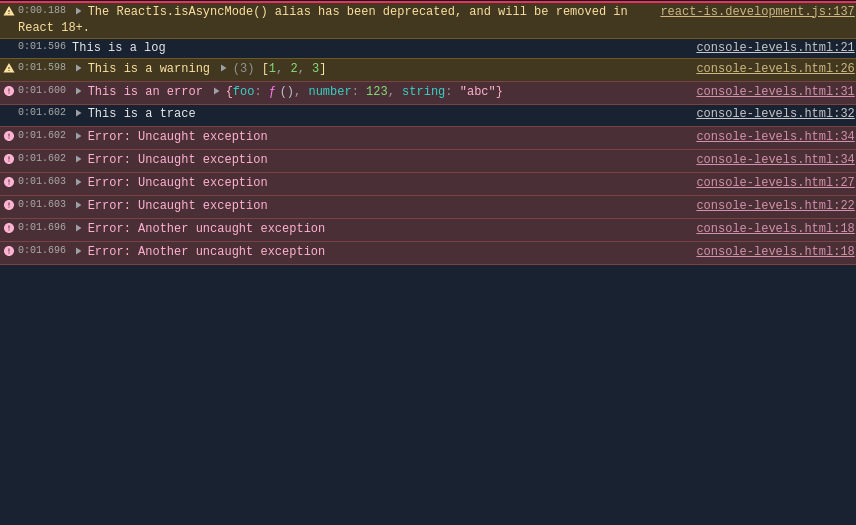 0:00.188 ▶ The ReactIs.isAsyncMode() alias has been deprecated, and will be removed in react-is.development.js:137
React 18+.
0:01.596 This is a log console-levels.html:21
0:01.598 ▶ This is a warning ▶ (3) [1, 2, 3] console-levels.html:26
0:01.600 ▶ This is an error ▶ {foo: ƒ (), number: 123, string: "abc"} console-levels.html:31
0:01.602 ▶ This is a trace console-levels.html:32
0:01.602 ▶ Error: Uncaught exception console-levels.html:34
0:01.602 ▶ Error: Uncaught exception console-levels.html:34
0:01.603 ▶ Error: Uncaught exception console-levels.html:27
0:01.603 ▶ Error: Uncaught exception console-levels.html:22
0:01.696 ▶ Error: Another uncaught exception console-levels.html:18
0:01.696 ▶ Error: Another uncaught exception console-levels.html:18